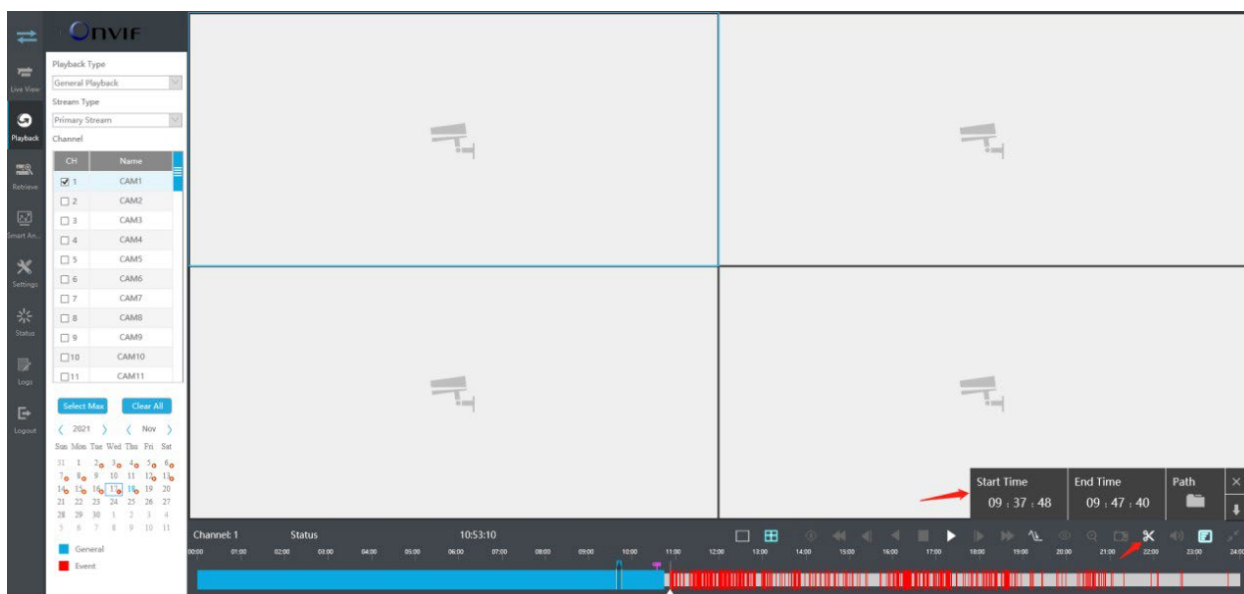 ONVIF
Live View
Playback
Retrieve
Smart An...
Settings
Status
Logs
Logout
Playback Type
General Playback
Stream Type
Primary Stream
Channel
CH Name
1 CAM1
2 CAM2
3 CAM3
4 CAM4
5 CAM5
6 CAM6
7 CAM7
8 CAM8
9 CAM9
10 CAM10
11 CAM11
Select Max Clear All
2021 Nov
Sun Mon Tue Wed Thu Fri Sat
31 1 2 3 4 5 6
7 8 9 10 11 12 13
14 15 16 17 18 19 20
21 22 23 24 25 26 27
28 29 30 1 2 3 4
5 6 7 8 9 10 11
General
Event
Start Time End Time Path
09 : 37 : 48 09 : 47 : 40
Channel: 1 Status 10:53:10
00:00 01:00 02:00 03:00 04:00 05:00 06:00 07:00 08:00 09:00 10:00 11:00 12:00 13:00 14:00 15:00 16:00 17:00 18:00 19:00 20:00 21:00 22:00 23:00 24:00